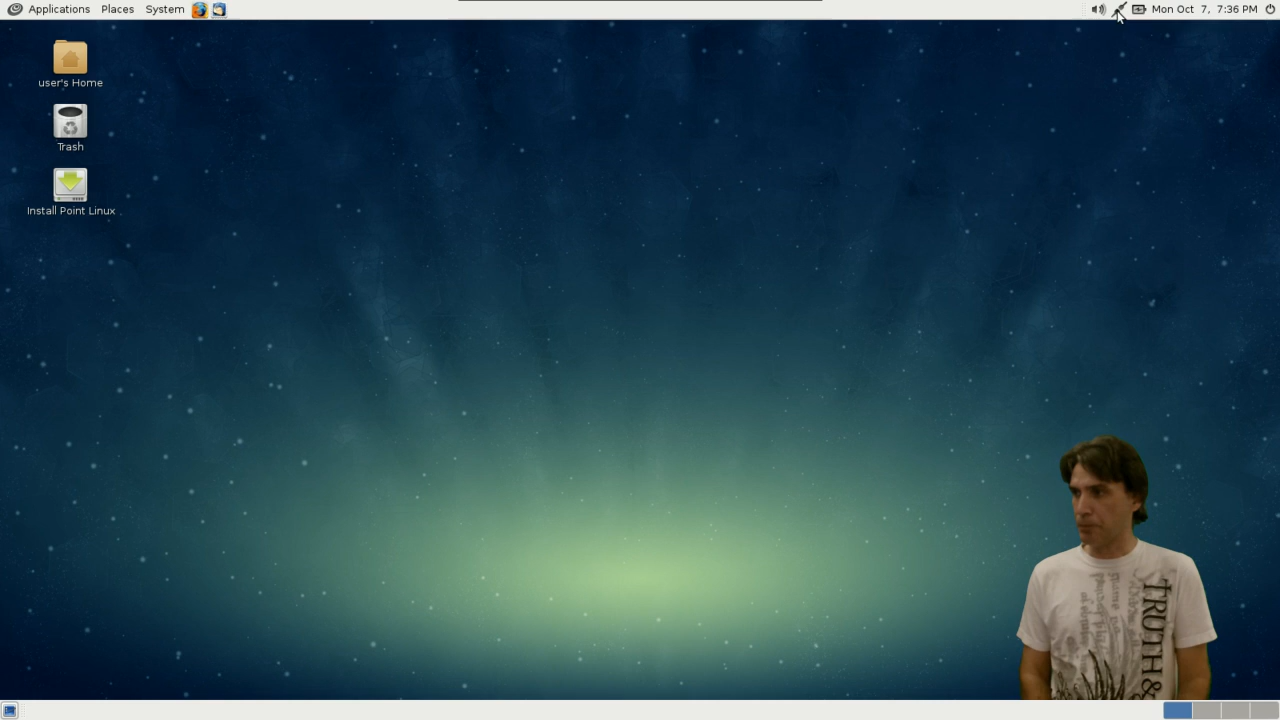 Applications Places System
Mon Oct 7, 7:36 PM
user's Home
Trash
Install Point Linux .
TRUTH &